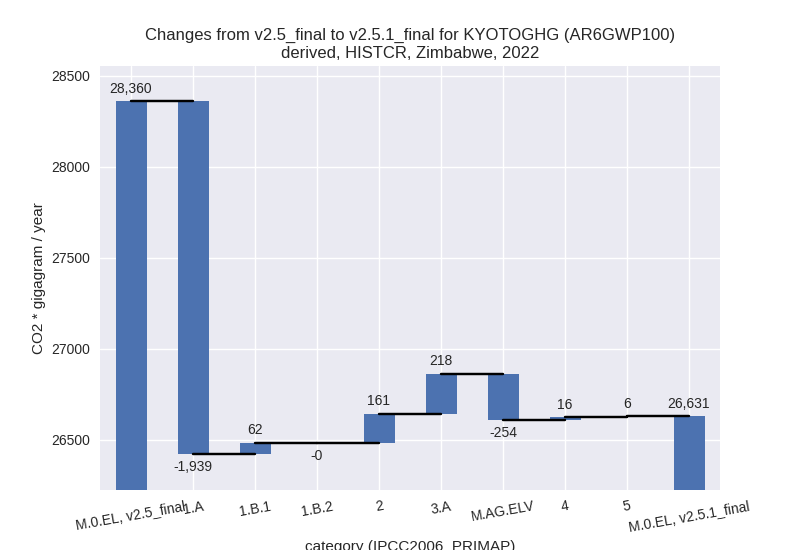 Changes from v2.5_final to v2.5.1_final for KYOTOGHG (AR6GWP100)
derived, HISTCR, Zimbabwe, 2022
CO2 * gigagram / year
28500
28000
27500
27000
26500
28,360
-1,939
62
-0
161
218
-254
16
6
26,631
M.0.EL, v2.5_final
1.A
1.B.1
1.B.2
2
3.A
M.AG.ELV
4
5
M.0.EL, v2.5.1_final
category (IPCC2006_PRIMAP)